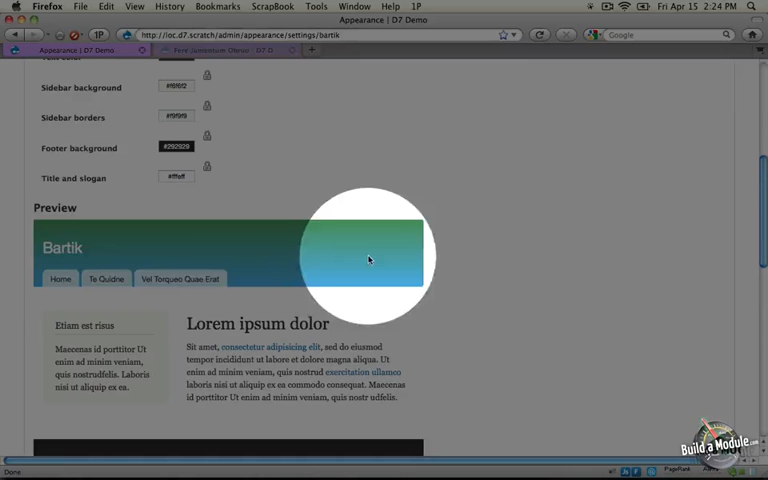 Firefox File Edit View History Bookmarks ScrapBook Tools Window Help 1P Fri Apr 15 2:24 PM
Appearance | D7 Demo
1P http://loc.d7.scratch/admin/appearance/settings/bartik Google
Appearance | D7 Demo
Sidebar background #f6f6f2
Sidebar borders #f9f9f9
Footer background #292929
Title and slogan #fffeff
Preview
Bartik
Home Te Quidne Vel Torqueo Quae Erat
Etiam est risus
Maecenas id porttitor Ut
enim ad minim veniam,
quis nostrudfelis. Laboris
nisi ut aliquip ex ea.
Lorem ipsum dolor
Sit amet, consectetur adipisicing elit, sed do eiusmod
tempor incididunt ut labore et dolore magna aliqua. Ut
enim ad minim veniam, quis nostrud exercitation ullamco
laboris nisi ut aliquip ex ea commodo consequat. Maecenas
id porttitor Ut enim ad minim veniam, quis nostrudfelis.
Build a Module.com
Done PageRank